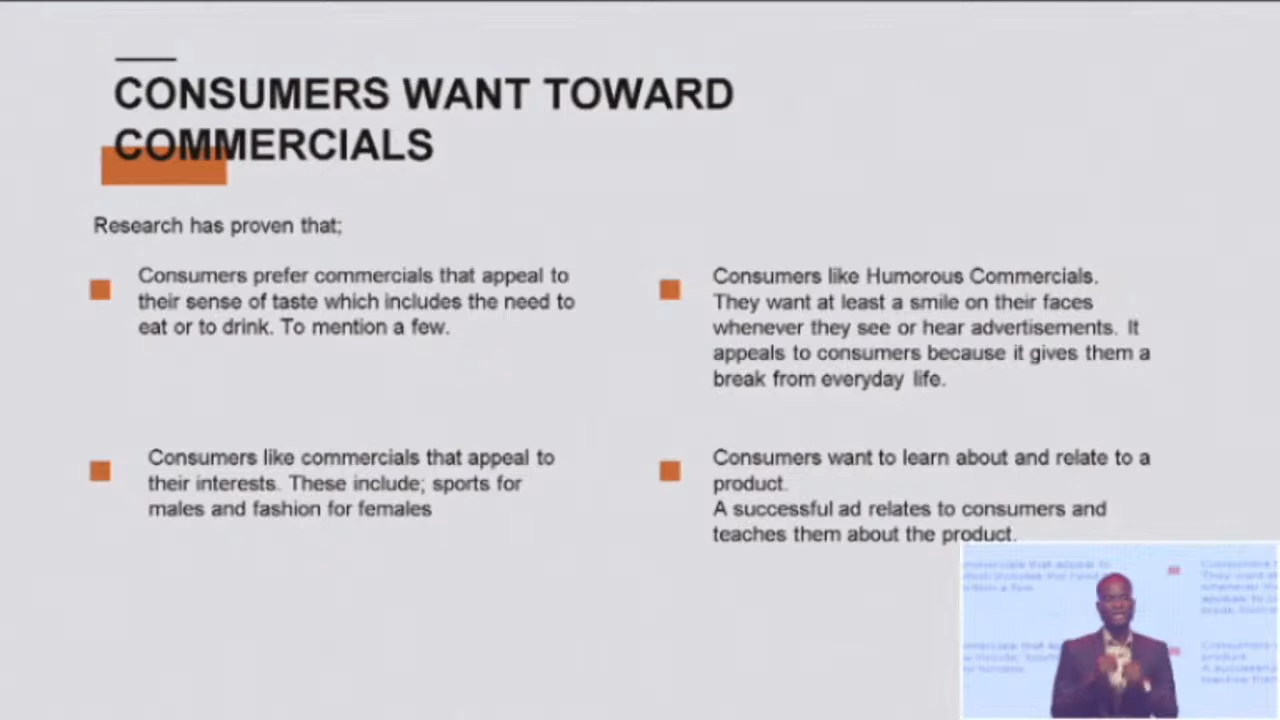 CONSUMERS WANT TOWARD
COMMERCIALS
Research has proven that;
Consumers prefer commercials that appeal to
their sense of taste which includes the need to
eat or to drink. To mention a few.
Consumers like Humorous Commercials.
They want at least a smile on their faces
whenever they see or hear advertisements. It
appeals to consumers because it gives them a
break from everyday life.
Consumers like commercials that appeal to
their interests. These include; sports for
males and fashion for females
Consumers want to learn about and relate to a
product.
A successful ad relates to consumers and
teaches them about the product.